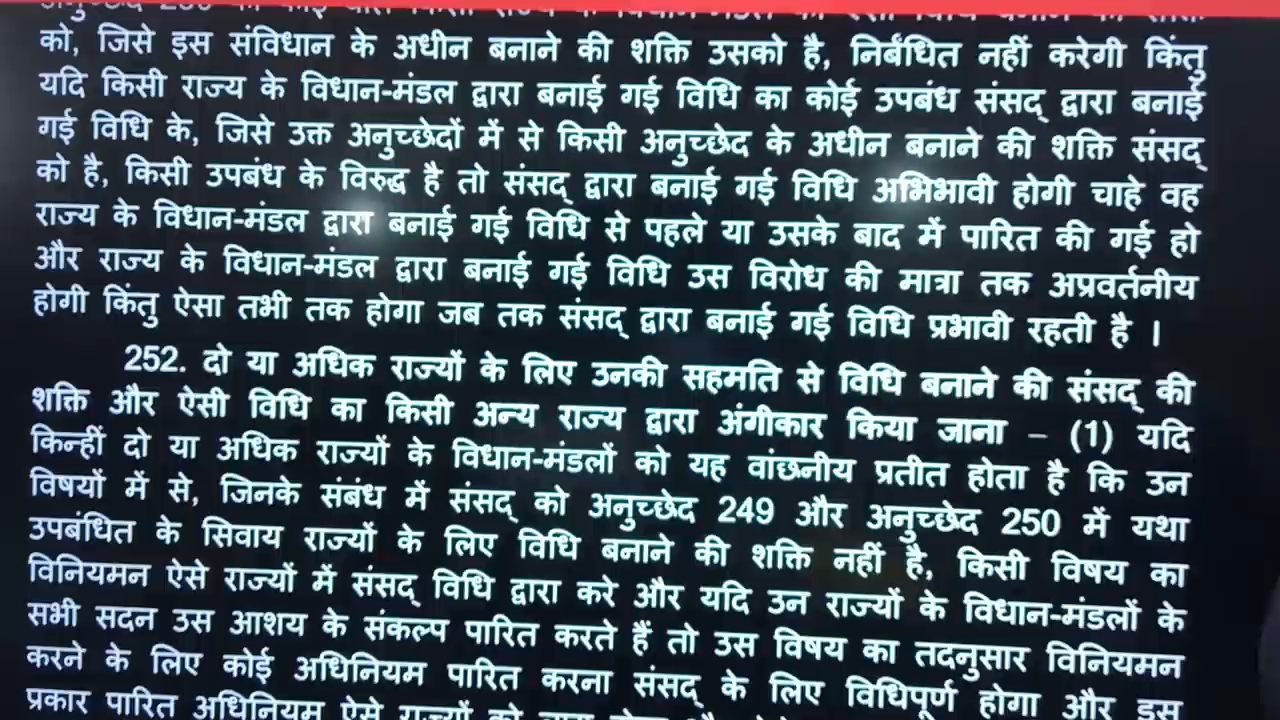 को, जिसे इस संविधान के अधीन बनाने की शक्ति उसको है, निर्बंधित नहीं करेगी किंतु
यदि किसी राज्य के विधान-मंडल द्वारा बनाई गई विधि का कोई उपबंध संसद् द्वारा बनाई
गई विधि के, जिसे उक्त अनुच्छेदों में से किसी अनुच्छेद के अधीन बनाने की शक्ति संसद्
को है, किसी उपबंध के विरुद्ध है तो संसद् द्वारा बनाई गई विधि अभिभावी होगी चाहे वह
राज्य के विधान-मंडल द्वारा बनाई गई विधि से पहले या उसके बाद में पारित की गई हो
और राज्य के विधान-मंडल द्वारा बनाई गई विधि उस विरोध की मात्रा तक अप्रवर्तनीय
होगी किंतु ऐसा तभी तक होगा जब तक संसद् द्वारा बनाई गई विधि प्रभावी रहती है ।
252. दो या अधिक राज्यों के लिए उनकी सहमति से विधि बनाने की संसद् की
शक्ति और ऐसी विधि का किसी अन्य राज्य द्वारा अंगीकार किया जाना – (1) यदि
किन्हीं दो या अधिक राज्यों के विधान-मंडलों को यह वांछनीय प्रतीत होता है कि उन
विषयों में से, जिनके संबंध में संसद् को अनुच्छेद 249 और अनुच्छेद 250 में यथा
उपबंधित के सिवाय राज्यों के लिए विधि बनाने की शक्ति नहीं है, किसी विषय का
विनियमन ऐसे राज्यों में संसद् विधि द्वारा करे और यदि उन राज्यों के विधान-मंडलों के
सभी सदन उस आशय के संकल्प पारित करते हैं तो उस विषय का तदनुसार विनियमन
करने के लिए कोई अधिनियम पारित करना संसद् के लिए विधिपूर्ण होगा और इस
प्रकार पारित अधिनियम ऐसे राज्यों को